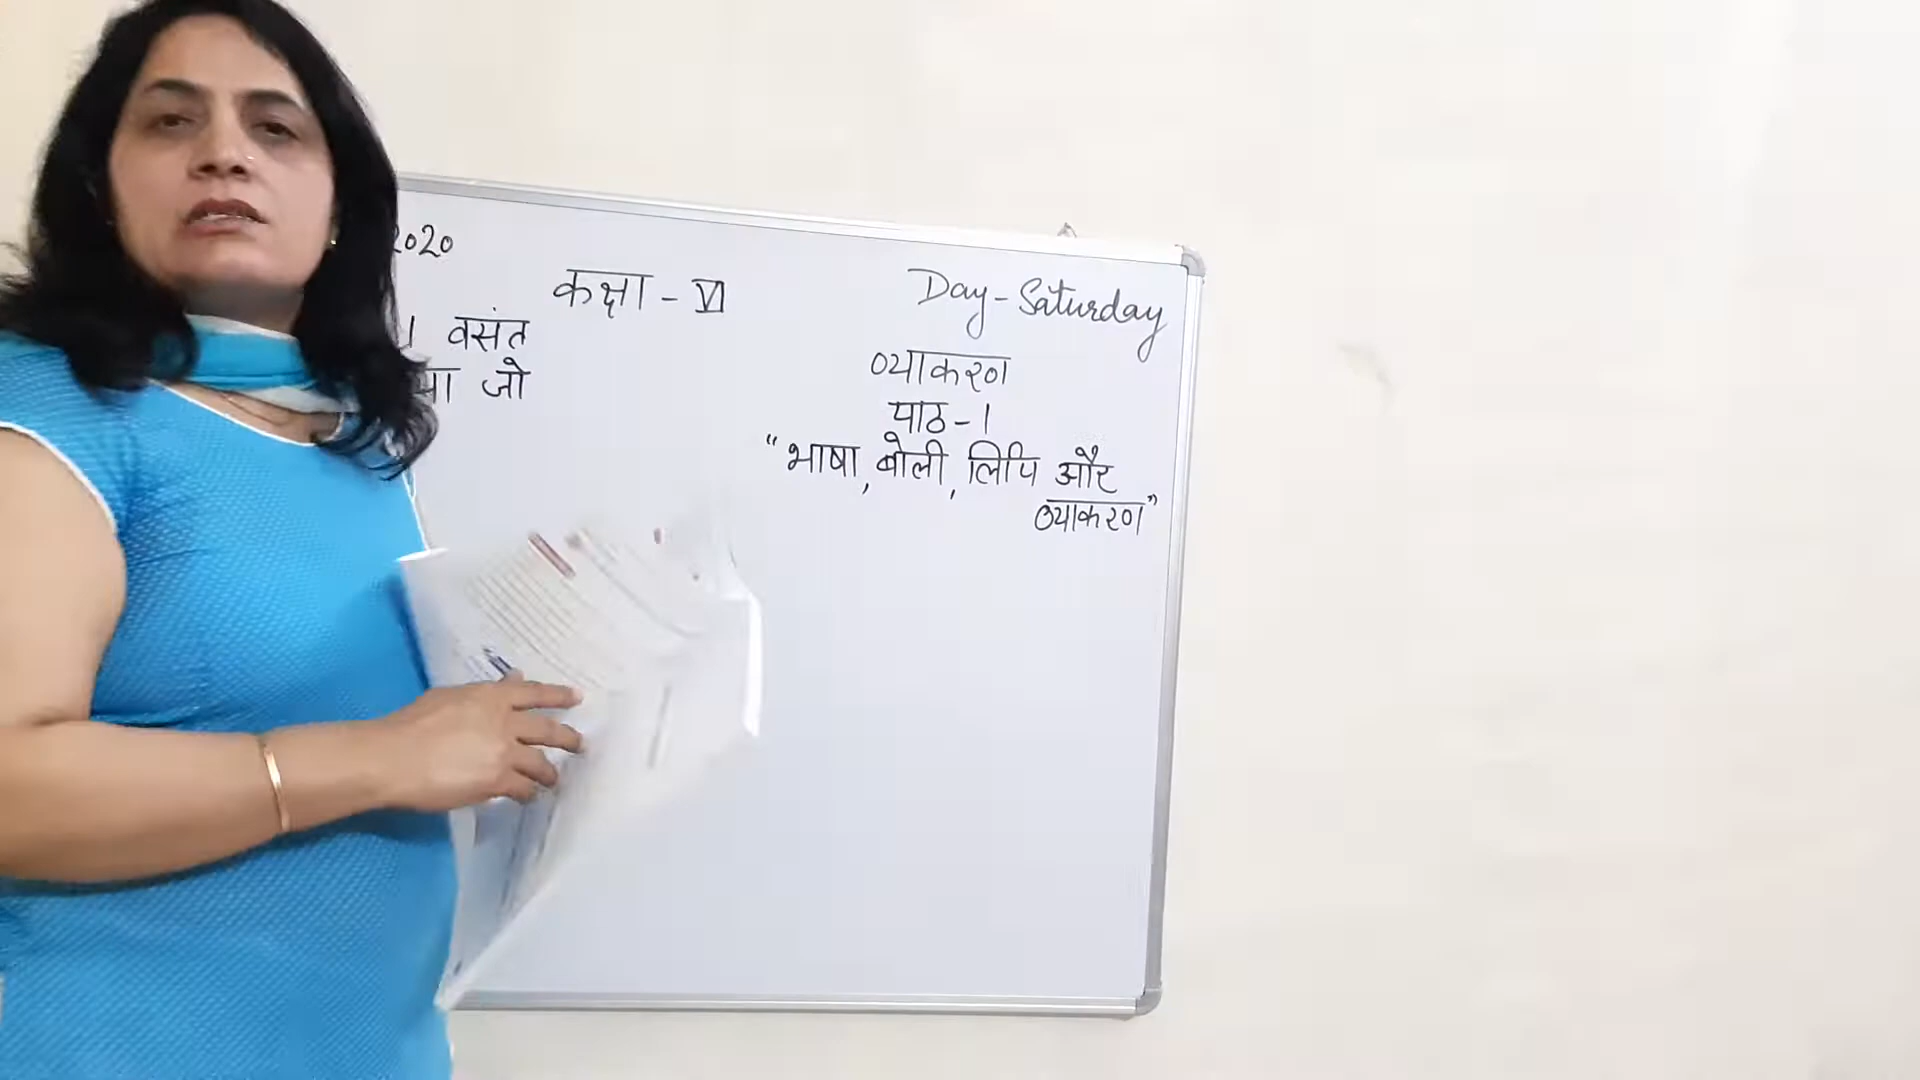 2020
कक्षा - VI
Day - Saturday
। वसंत
जो
व्याकरण
पाठ - 1
"भाषा, बोली, लिपि और
व्याकरण"